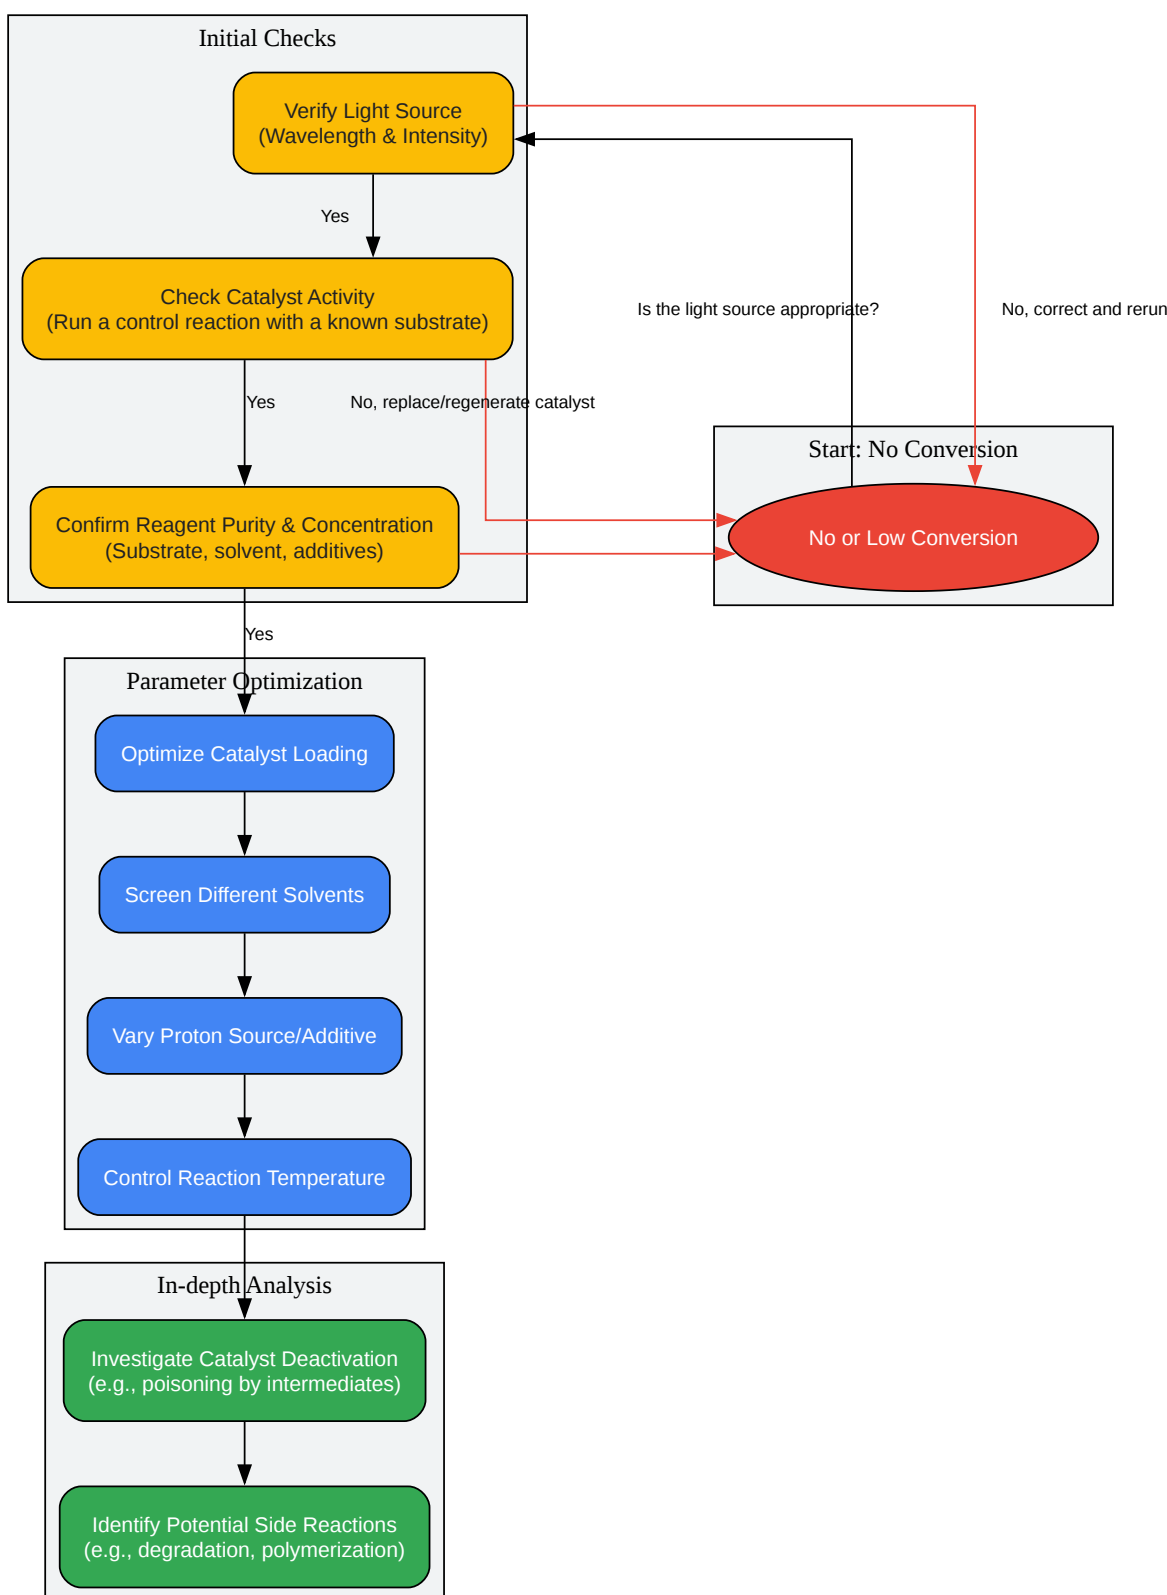 Initial Checks
Verify Light Source
(Wavelength & Intensity)
Yes
Check Catalyst Activity
(Run a control reaction with a known substrate)
Is the light source appropriate?
No, correct and rerun
Yes
No, replace/regenerate catalyst
Start: No Conversion
Confirm Reagent Purity & Concentration
(Substrate, solvent, additives)
No or Low Conversion
Yes
Parameter Optimization
Optimize Catalyst Loading
Screen Different Solvents
Vary Proton Source/Additive
Control Reaction Temperature
In-depth Analysis
Investigate Catalyst Deactivation
(e.g., poisoning by intermediates)
Identify Potential Side Reactions
(e.g., degradation, polymerization)